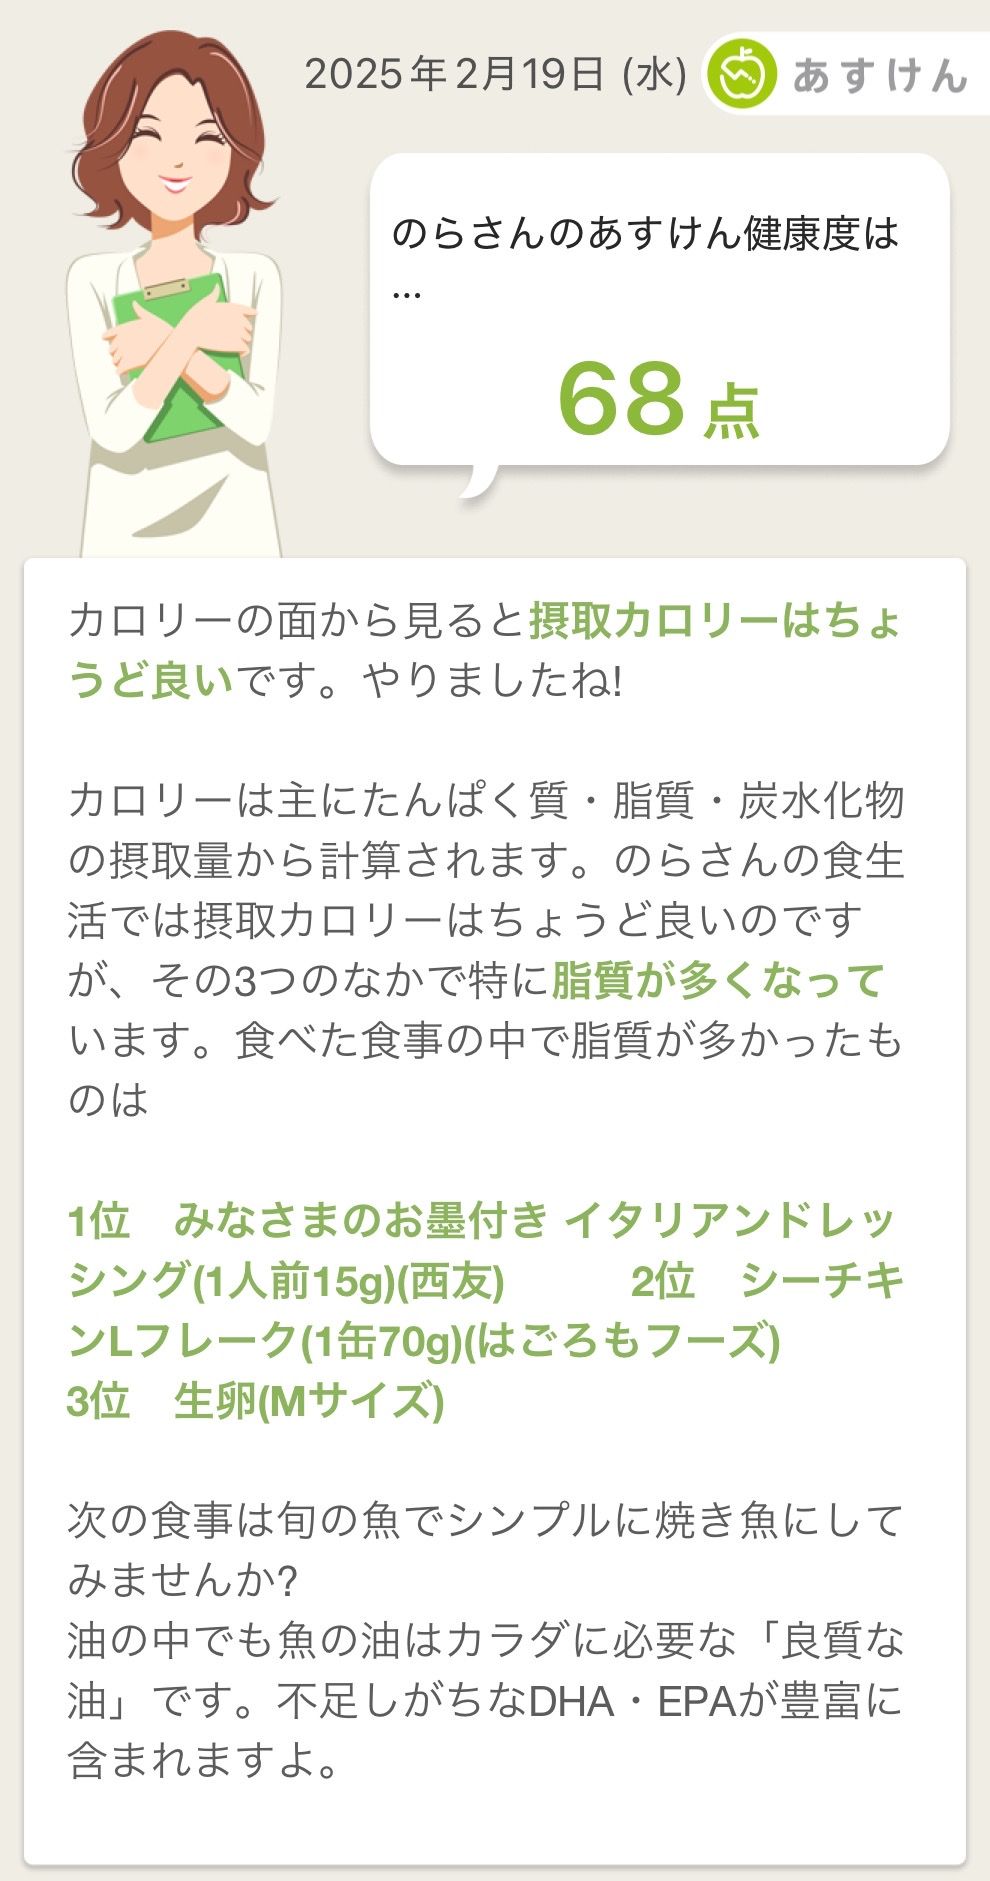 2025年2月19日 (水)
あすけん
のらさんのあすけん健康度は
...
68 点
カロリーの面から見ると摂取カロリーはちょ
うど良いです。やりましたね!
カロリーは主にたんぱく質・脂質・炭水化物
の摂取量から計算されます。のらさんの食生
活では摂取カロリーはちょうど良いのです
が、その3つのなかで特に脂質が多くなって
います。食べた食事の中で脂質が多かったも
のは
1位　みなさまのお墨付き イタリアンドレッ
シング(1人前15g)(西友)　　　2位　シーチキ
ンLフレーク(1缶70g)(はごろもフーズ)
3位　生卵(Mサイズ)
次の食事は旬の魚でシンプルに焼き魚にして
みませんか?
油の中でも魚の油はカラダに必要な「良質な
油」です。不足しがちなDHA・EPAが豊富に
含まれますよ。